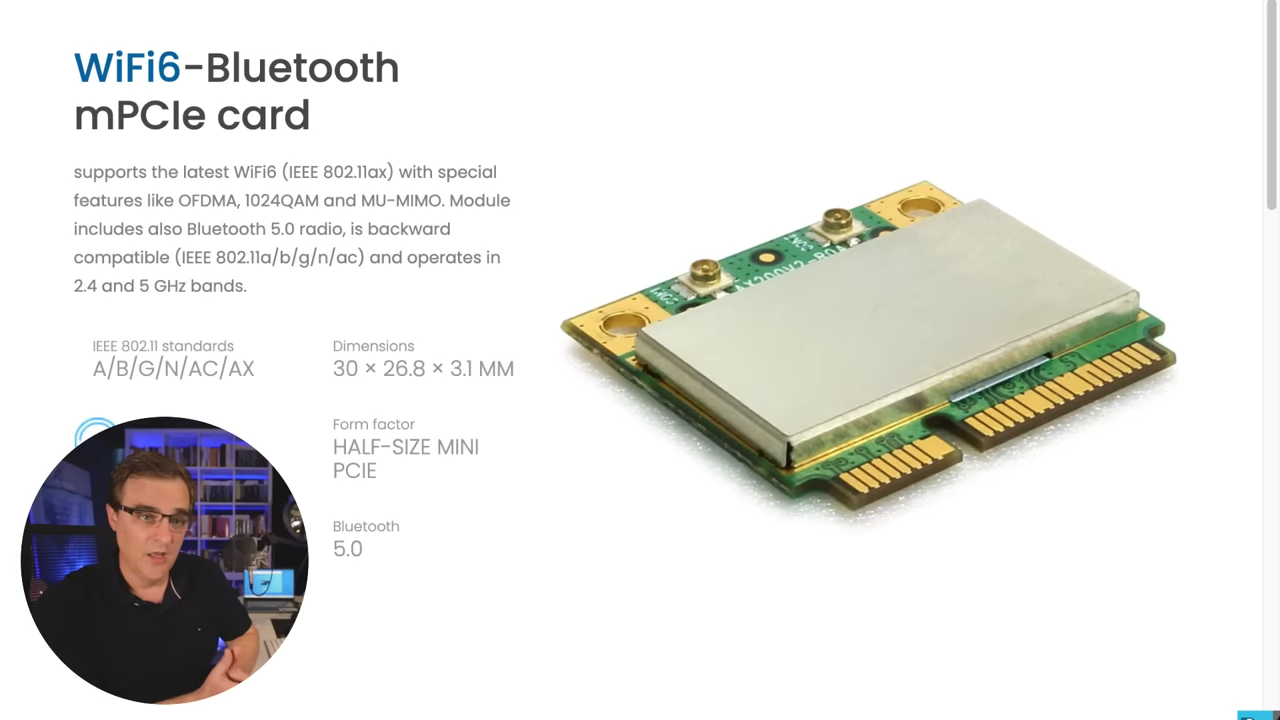 WiFi6-Bluetooth
mPCIe card
supports the latest WiFi6 (IEEE 802.11ax) with special
features like OFDMA, 1024QAM and MU-MIMO. Module
includes also Bluetooth 5.0 radio, is backward
compatible (IEEE 802.11a/b/g/n/ac) and operates in
2.4 and 5 GHz bands.
IEEE 802.11 standards
A/B/G/N/AC/AX
Dimensions
30 × 26.8 × 3.1 MM
Form factor
HALF-SIZE MINI
PCIE
Bluetooth
5.0